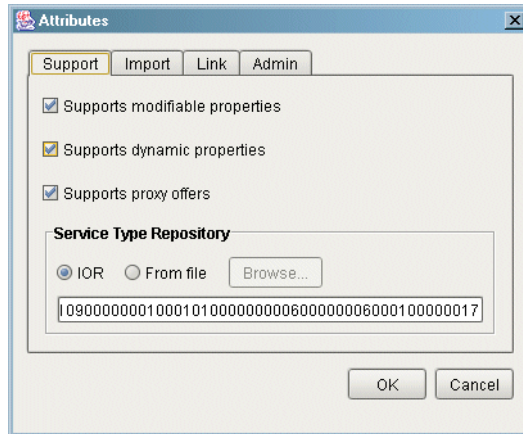 Attributes
Support Import Link Admin
Supports modifiable properties
Supports dynamic properties
Supports proxy offers
Service Type Repository
IOR From file Browse...
I0900000001000101000000000600000006000100000017
OK Cancel